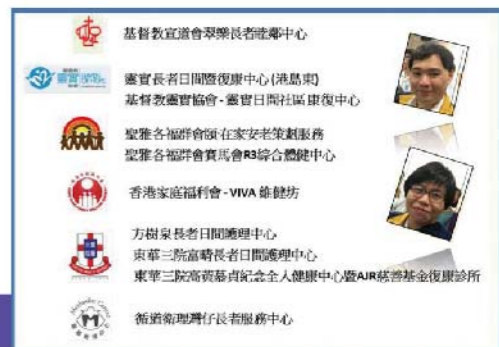 基督教宣道會翠樂長者睦鄰中心
靈實長者日間暨復康中心(港島東)
基督教靈實協會-靈實日間社區康復中心
聖雅各福群會頤·在家安老策劃服務
聖雅各福群會賽馬會R3綜合體健中心
香港家庭福利會-VIVA 維健坊
方樹泉長者日間護理中心
東華三院富晴長者日間護理中心
東華三院高黃慕貞紀念全人健康中心暨AJR慈善基金復康診所
循道衛理灣仔長者服務中心